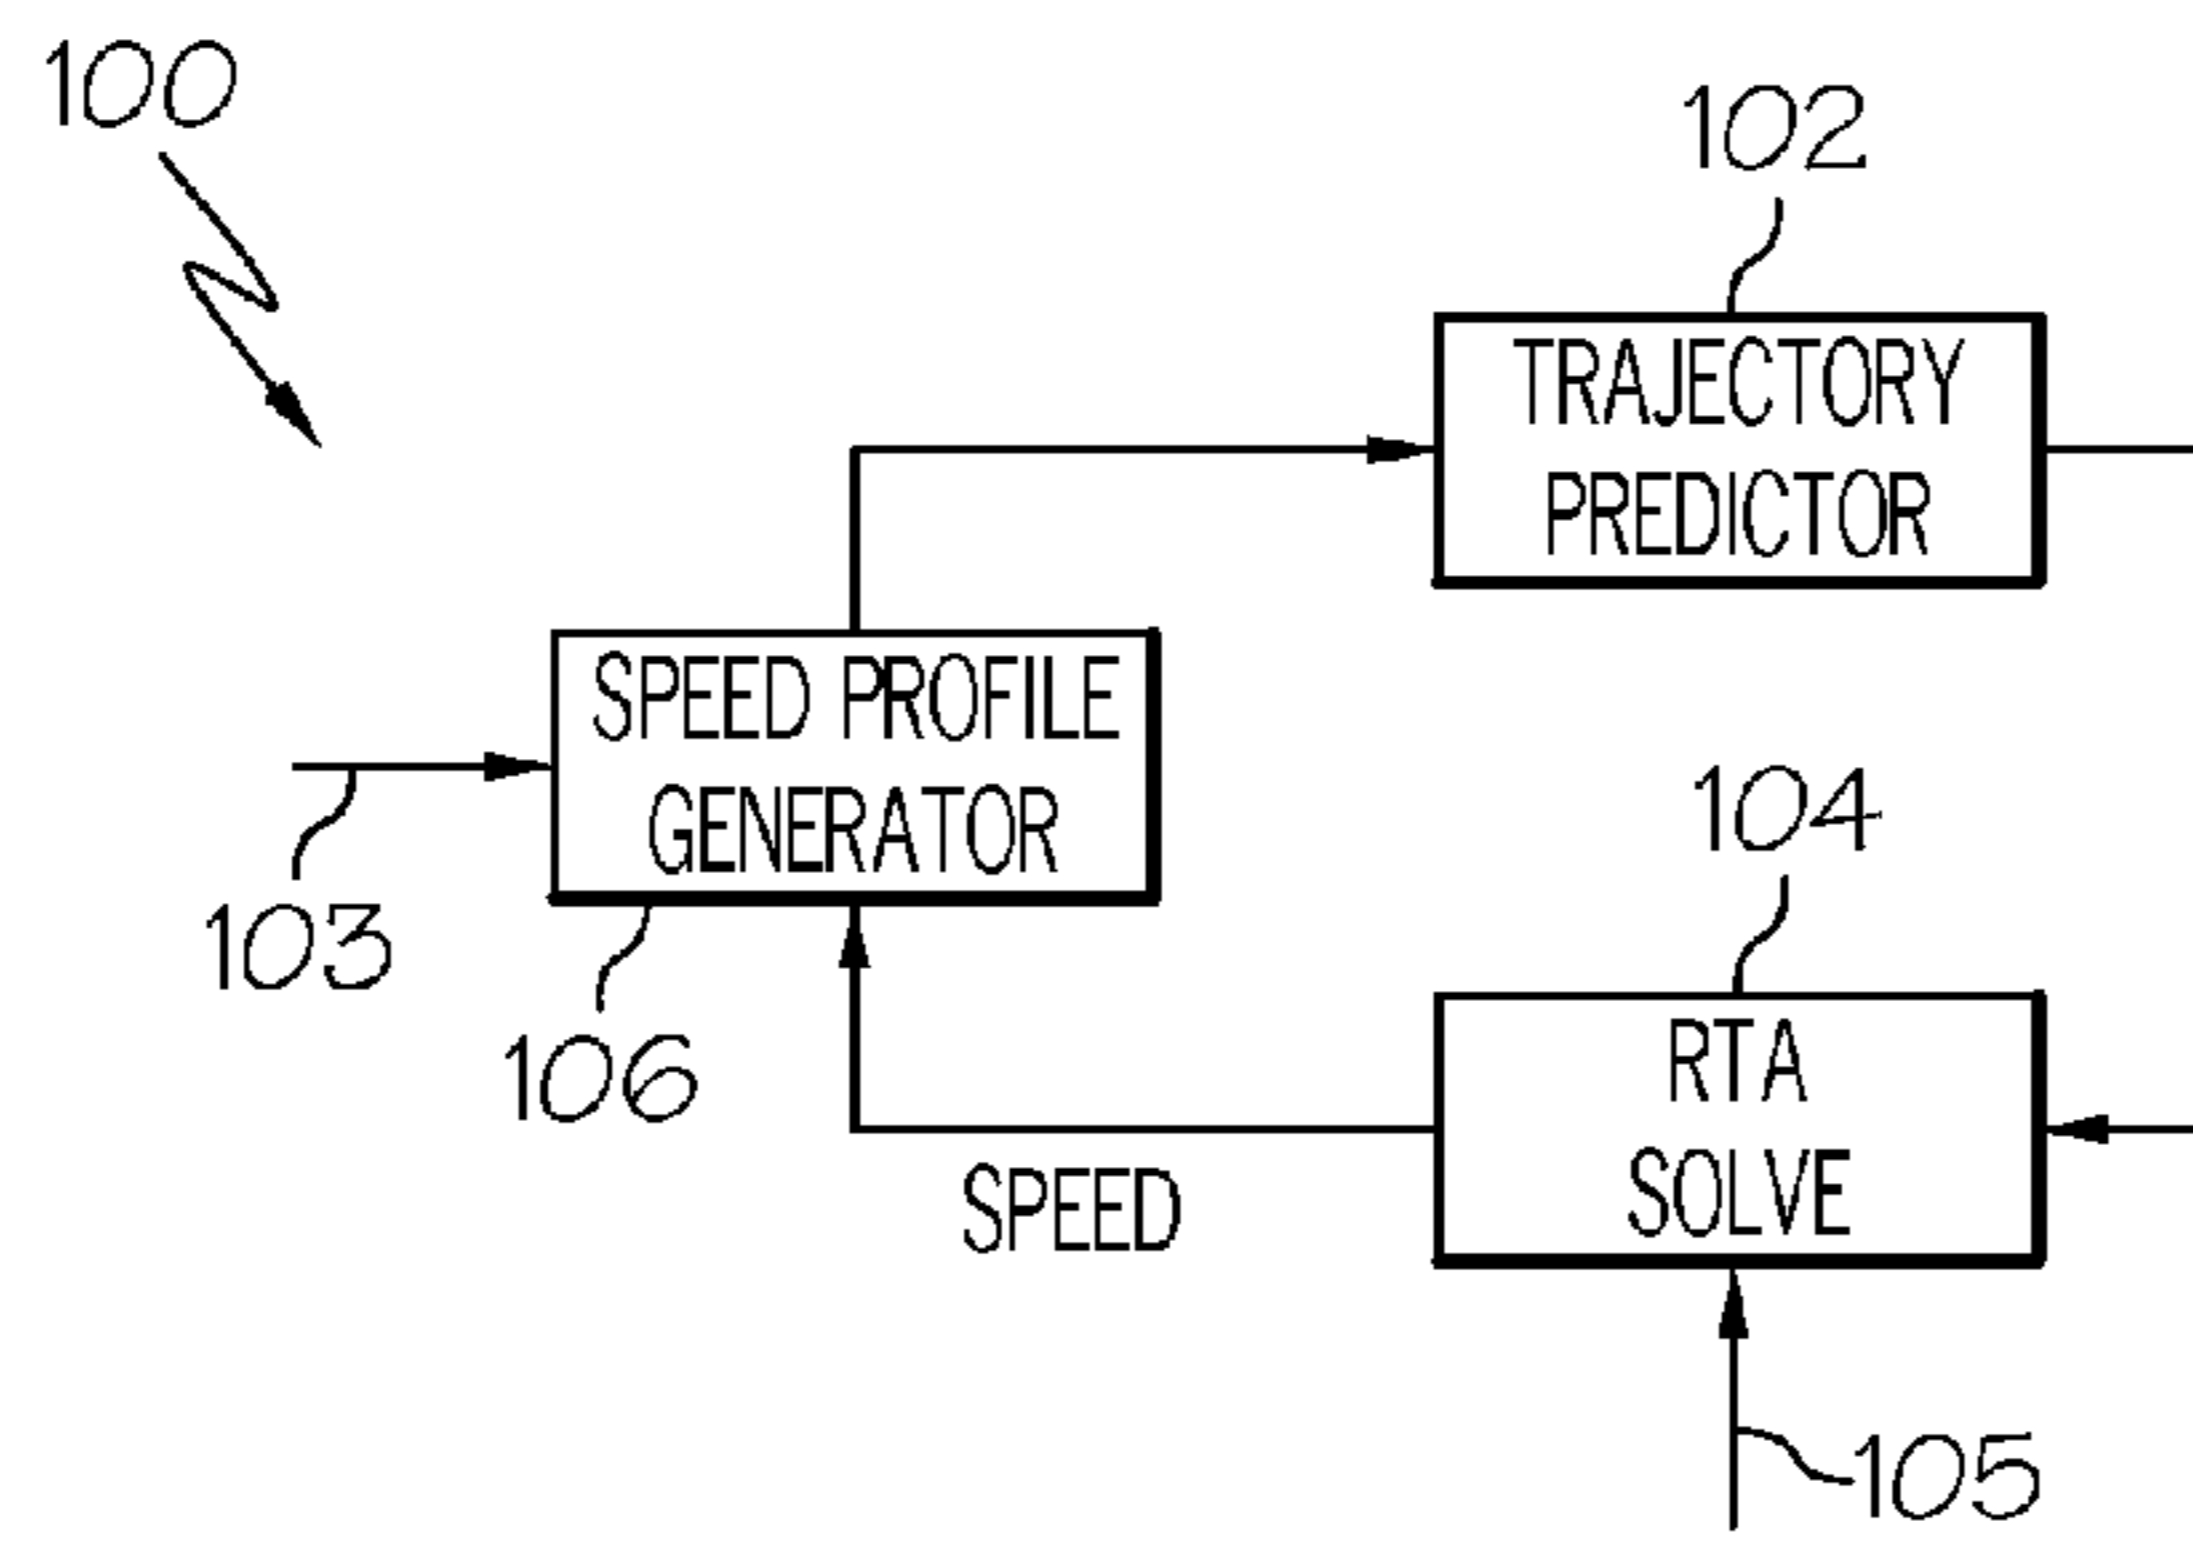 100
102
TRAJECTORY
PREDICTOR
SPEED PROFILE
GENERATOR
103
106
104
RTA
SOLVE
SPEED
105